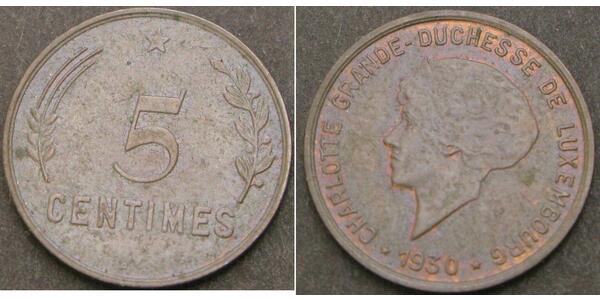 5
CENTIMES
CHARLOTTE GRANDE-DUCHESSE DE LUXEMBOURG
* 1930 *